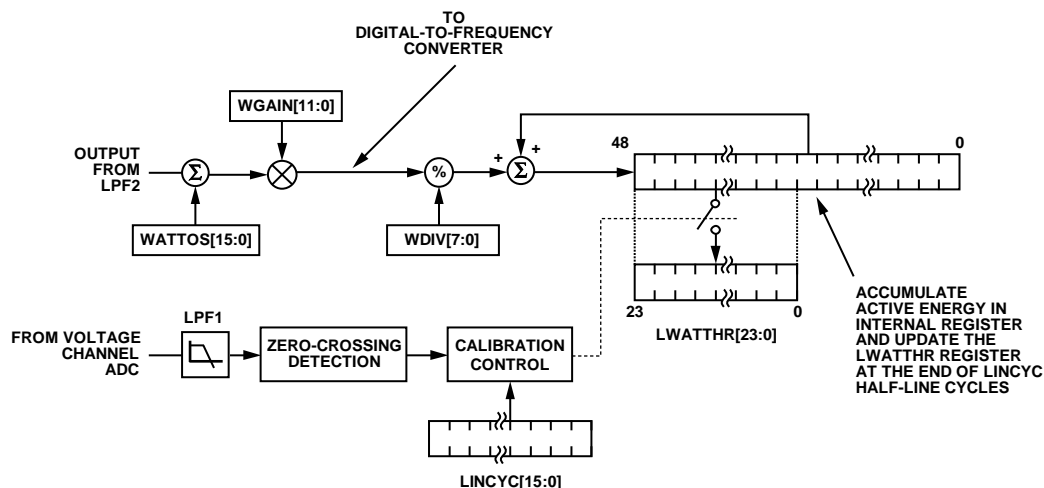 TO
DIGITAL-TO-FREQUENCY
CONVERTER
WGAIN[11:0]
OUTPUT
FROM
LPF2
Σ
%
+
+
Σ
48
0
WATTOS[15:0]
WDIV[7:0]
23
0
LWATTHR[23:0]
ACCUMULATE
ACTIVE ENERGY IN
INTERNAL REGISTER
AND UPDATE THE
LWATTHR REGISTER
AT THE END OF LINCYC
HALF-LINE CYCLES
FROM VOLTAGE
CHANNEL
ADC
LPF1
ZERO-CROSSING
DETECTION
CALIBRATION
CONTROL
LINCYC[15:0]